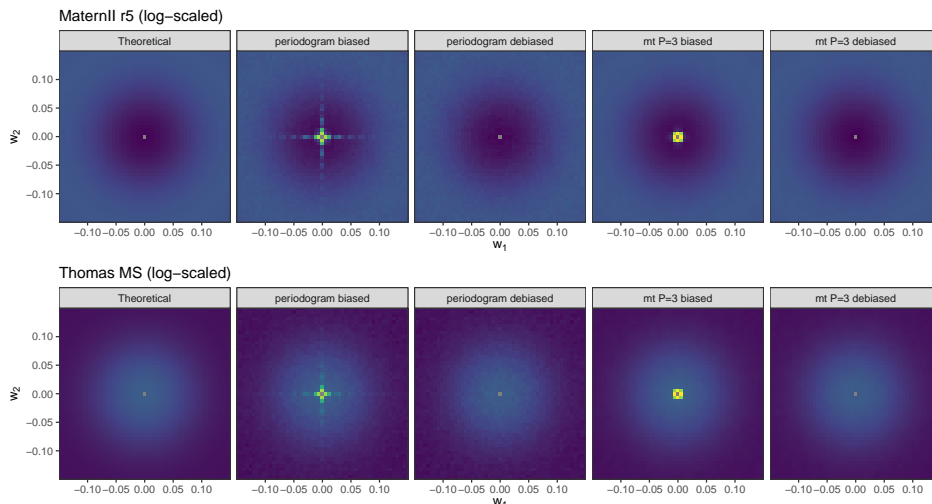 MaternII r5 (log−scaled)
Theoretical periodogram biased periodogram debiased mt P=3 biased mt P=3 debiased
0.10
0.05
0.00
−0.05
−0.10
w2
−0.10 −0.05 0.00 0.05 0.10 −0.10 −0.05 0.00 0.05 0.10 −0.10 −0.05 0.00 0.05 0.10 −0.10 −0.05 0.00 0.05 0.10 −0.10 −0.05 0.00 0.05 0.10
w1
Thomas MS (log−scaled)
Theoretical periodogram biased periodogram debiased mt P=3 biased mt P=3 debiased
0.10
0.05
0.00
−0.05
−0.10
w2
−0.10 −0.05 0.00 0.05 0.10 −0.10 −0.05 0.00 0.05 0.10 −0.10 −0.05 0.00 0.05 0.10 −0.10 −0.05 0.00 0.05 0.10 −0.10 −0.05 0.00 0.05 0.10
w1